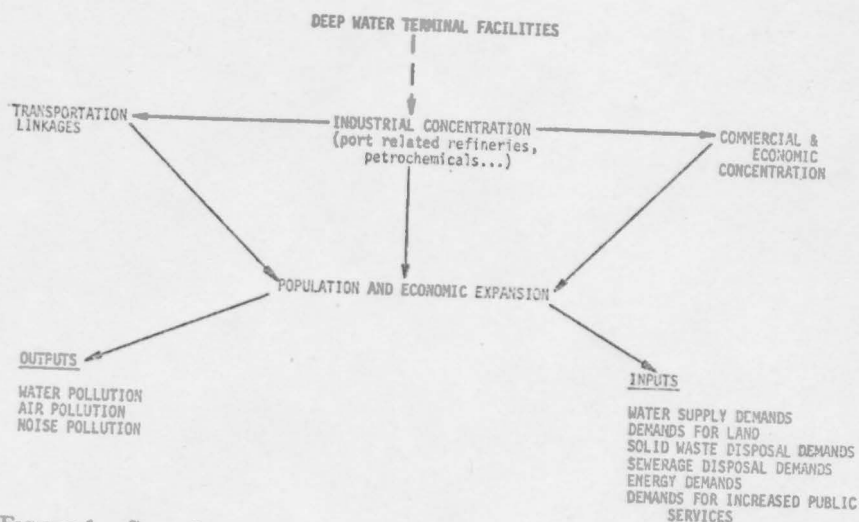 DEEP WATER TERMINAL FACILITIES
TRANSPORTATION
LINKAGES
INDUSTRIAL CONCENTRATION
(port related refineries,
petrochemicals...)
COMMERCIAL &
ECONOMIC
CONCENTRATION
POPULATION AND ECONOMIC EXPANSION
OUTPUTS
WATER POLLUTION
AIR POLLUTION
NOISE POLLUTION
INPUTS
WATER SUPPLY DEMANDS
DEMANDS FOR LAND
SOLID WASTE DISPOSAL DEMANDS
SEWERAGE DISPOSAL DEMANDS
ENERGY DEMANDS
DEMANDS FOR INCREASED PUBLIC
SERVICES